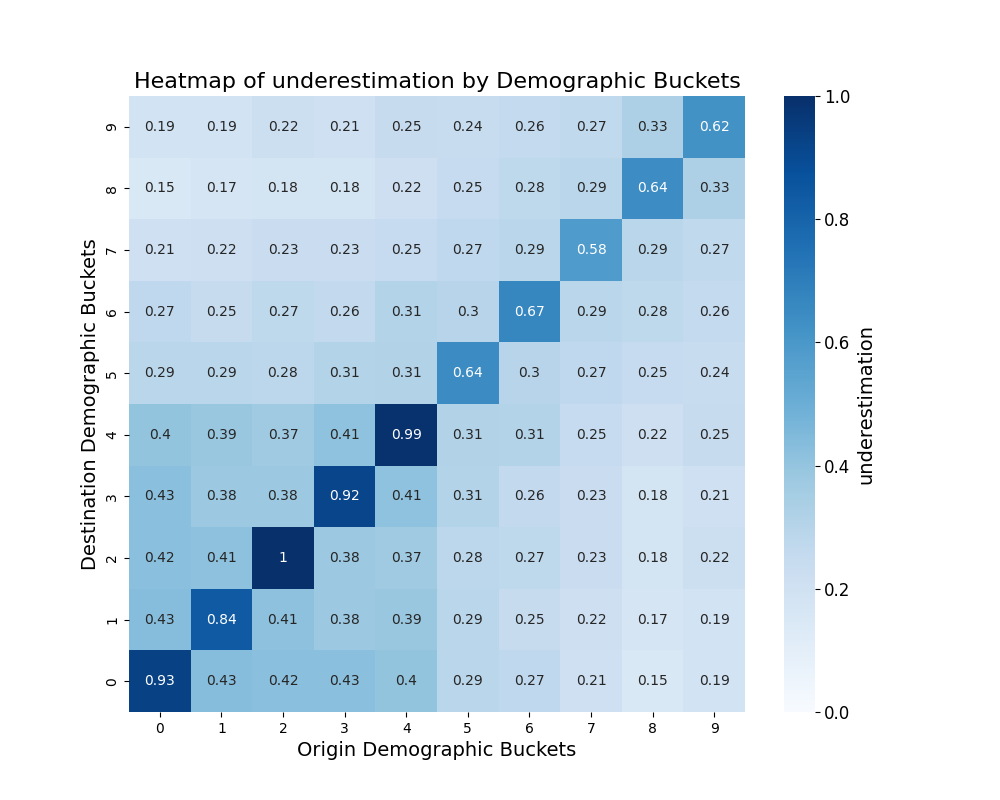 Heatmap of underestimation by Demographic Buckets
9 0.19 0.19 0.22 0.21 0.25 0.24 0.26 0.27 0.33 0.62
8 0.15 0.17 0.18 0.18 0.22 0.25 0.28 0.29 0.64 0.33
7 0.21 0.22 0.23 0.23 0.25 0.27 0.29 0.58 0.29 0.27
6 0.27 0.25 0.27 0.26 0.31 0.3 0.67 0.29 0.28 0.26
5 0.29 0.29 0.28 0.31 0.31 0.64 0.3 0.27 0.25 0.24
4 0.4 0.39 0.37 0.41 0.99 0.31 0.31 0.25 0.22 0.25
3 0.43 0.38 0.38 0.92 0.41 0.31 0.26 0.23 0.18 0.21
2 0.42 0.41 1 0.38 0.37 0.28 0.27 0.23 0.18 0.22
1 0.43 0.84 0.41 0.38 0.39 0.29 0.25 0.22 0.17 0.19
0 0.93 0.43 0.42 0.43 0.4 0.29 0.27 0.21 0.15 0.19
0 1 2 3 4 5 6 7 8 9
Origin Demographic Buckets
Destination Demographic Buckets
1.0
0.8
0.6
0.4
0.2
0.0
underestimation